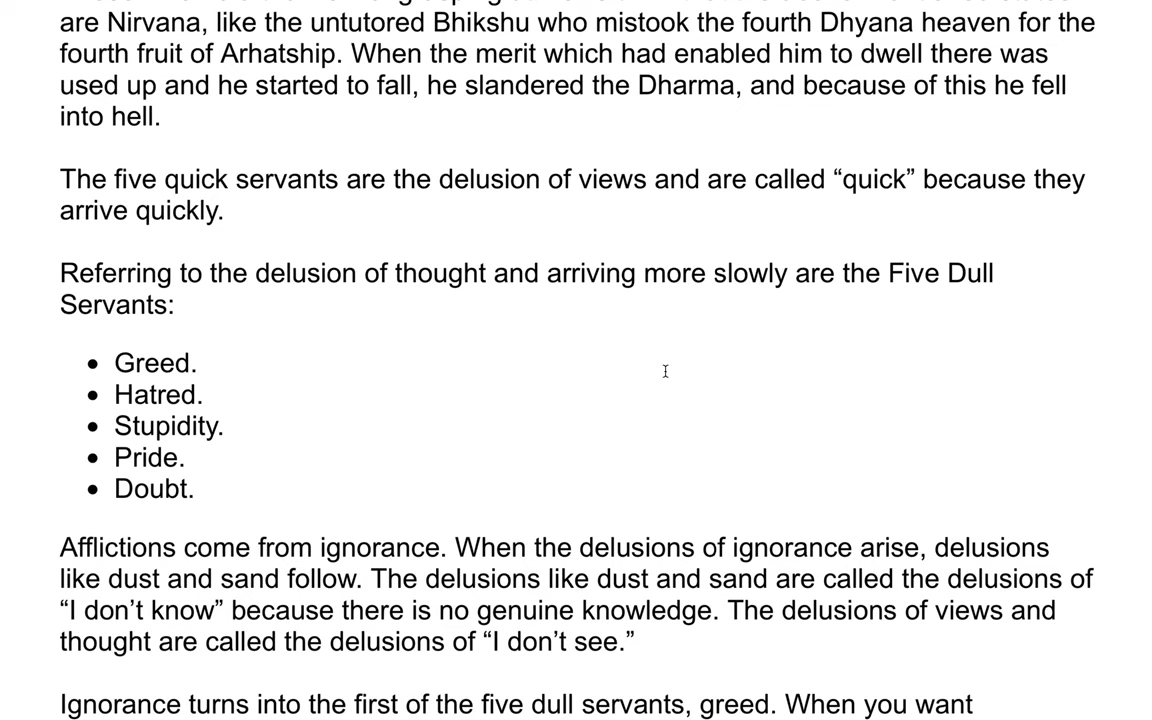 are Nirvana, like the untutored Bhikshu who mistook the fourth Dhyana heaven for the
fourth fruit of Arhatship. When the merit which had enabled him to dwell there was
used up and he started to fall, he slandered the Dharma, and because of this he fell
into hell.
The five quick servants are the delusion of views and are called “quick” because they
arrive quickly.
Referring to the delusion of thought and arriving more slowly are the Five Dull
Servants:
• Greed.
• Hatred.
• Stupidity.
• Pride.
• Doubt.
Afflictions come from ignorance. When the delusions of ignorance arise, delusions
like dust and sand follow. The delusions like dust and sand are called the delusions of
“I don’t know” because there is no genuine knowledge. The delusions of views and
thought are called the delusions of “I don’t see.”
Ignorance turns into the first of the five dull servants, greed. When you want